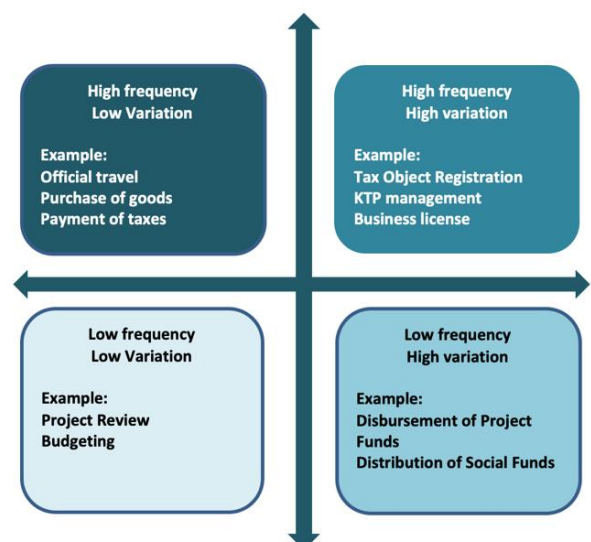 High frequency
Low Variation
Example:
Official travel
Purchase of goods
Payment of taxes
High frequency
High variation
Example:
Tax Object Registration
KTP management
Business license
Low frequency
Low Variation
Example:
Project Review
Budgeting
Low frequency
High variation
Example:
Disbursement of Project
Funds
Distribution of Social Funds